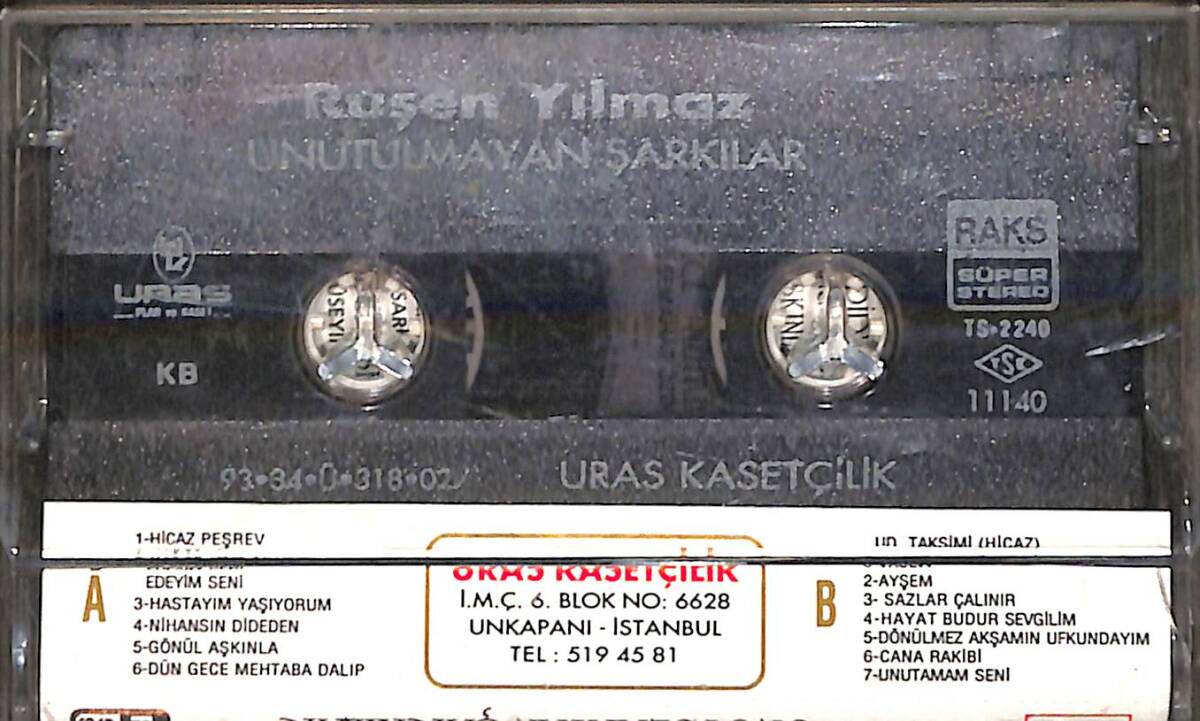 Ruşen Yılmaz
UNUTULMAYAN ŞARKILAR
RAKS
SÜPER
STEREO
TS-2240
TSE
11140
uras
PLAK ve
KB
SARI
SKINI
93•34•Ü•318•02/
URAS KASETÇİLİK
1-HİCAZ PEŞREV
UD TAKSİMİ (HİCAZ)
A
EDEYİM SENİ
3-HASTAYIM YAŞIYORUM
4-NİHANSIN DİDEDEN
5-GÖNÜL AŞKINLA
6-DÜN GECE MEHTABA DALIP
URAS KASETÇİLİK
İ.M.Ç. 6. BLOK NO: 6628
UNKAPANI - İSTANBUL
TEL : 519 45 81
B
2-AYŞEM
3- SAZLAR ÇALINIR
4-HAYAT BUDUR SEVGİLİM
5-DÖNÜLMEZ AKŞAMIN UFKUNDAYIM
6-CANA RAKİBİ
7-UNUTAMAM SENİ